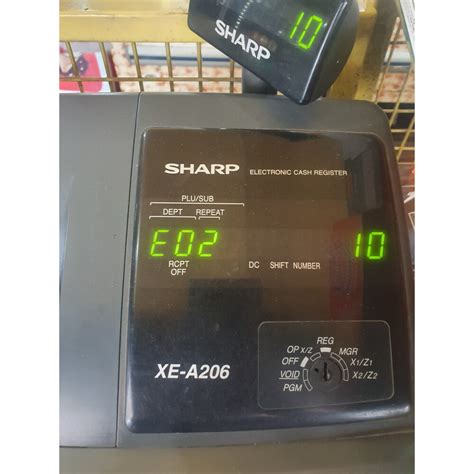 10
SHARP
SHARP ELECTRONIC CASH REGISTER
PLU/SUB
DEPT REPEAT
E02 10
RCPT OFF
DC SHIFT NUMBER
REG
OP X/Z MGR
OFF X1/Z1
VOID X2/Z2
PGM
XE-A206